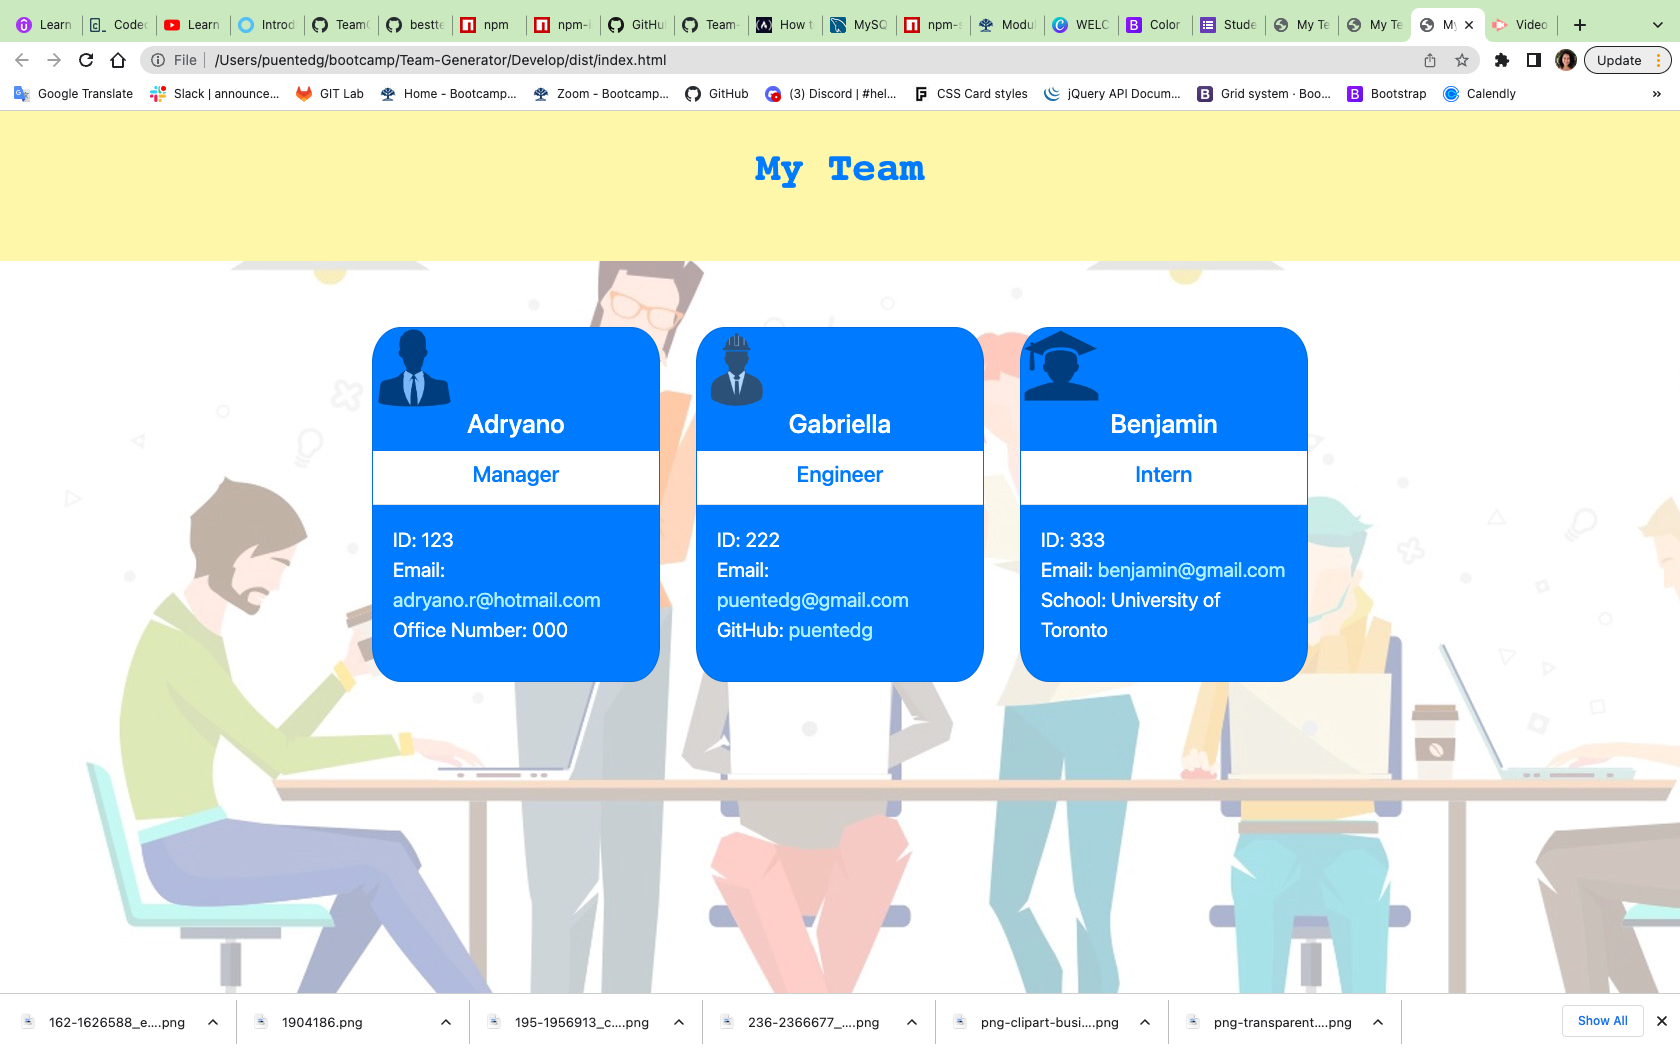 Learn
Codec
Learn
Introd
Team
bestte
npm
npm-i
GitHu
Team-
How t
MySQ
npm-s
Modu
WELC
Color
Stude
My Te
My Te
My
Video
File
/Users/puentedg/bootcamp/Team-Generator/Develop/dist/index.html
Update
Google Translate
Slack | announce...
GIT Lab
Home - Bootcamp...
Zoom - Bootcamp...
GitHub
(3) Discord | #hel...
CSS Card styles
jQuery API Docum...
Grid system · Boo...
Bootstrap
Calendly
»
My Team
Adryano
Manager
ID: 123
Email:
adryano.r@hotmail.com
Office Number: 000
Gabriella
Engineer
ID: 222
Email:
puentedg@gmail.com
GitHub: puentedg
Benjamin
Intern
ID: 333
Email: benjamin@gmail.com
School: University of
Toronto
162-1626588_e....png
1904186.png
195-1956913_c....png
236-2366677_....png
png-clipart-busi....png
png-transparent....png
Show All